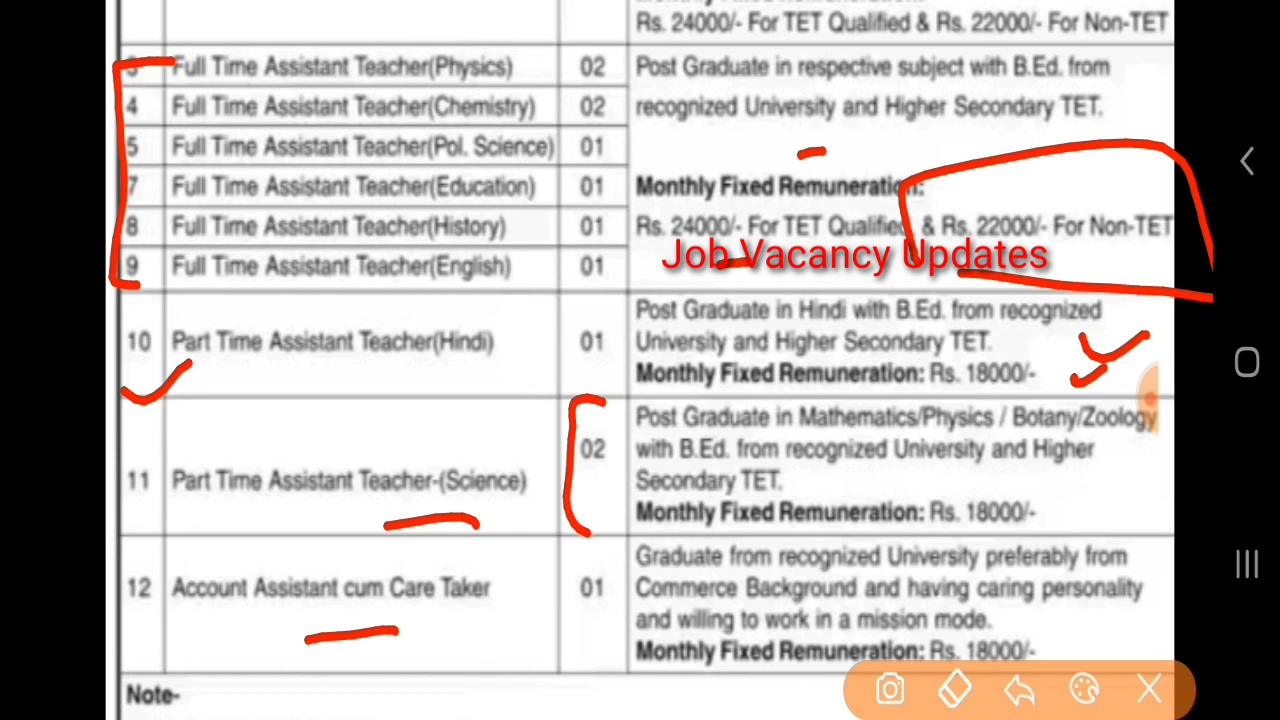 Rs. 24000/- For TET Qualified & Rs. 22000/- For Non-TET
3 Full Time Assistant Teacher(Physics) 02 Post Graduate in respective subject with B.Ed. from
4 Full Time Assistant Teacher(Chemistry) 02 recognized University and Higher Secondary TET.
5 Full Time Assistant Teacher(Pol. Science) 01
7 Full Time Assistant Teacher(Education) 01 Monthly Fixed Remuneration:
8 Full Time Assistant Teacher(History) 01 Rs. 24000/- For TET Qualified & Rs. 22000/- For Non-TET
Job Vacancy Updates
9 Full Time Assistant Teacher(English) 01
Post Graduate in Hindi with B.Ed. from recognized
10 Part Time Assistant Teacher(Hindi) 01 University and Higher Secondary TET.
Monthly Fixed Remuneration: Rs. 18000/-
Post Graduate in Mathematics/Physics / Botany/Zoology
02 with B.Ed. from recognized University and Higher
11 Part Time Assistant Teacher-(Science) Secondary TET.
Monthly Fixed Remuneration: Rs. 18000/-
Graduate from recognized University preferably from
12 Account Assistant cum Care Taker 01 Commerce Background and having caring personality
and willing to work in a mission mode.
Monthly Fixed Remuneration: Rs. 18000/-
Note-